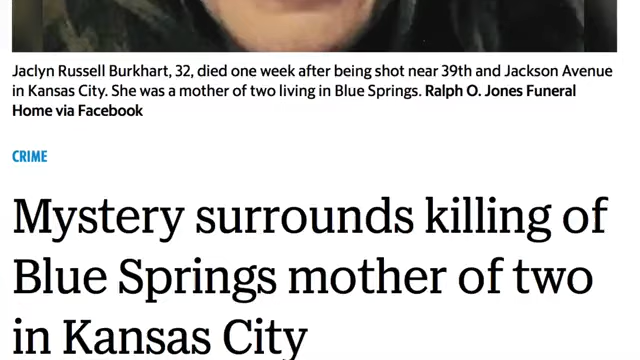 Jaclyn Russell Burkhart, 32, died one week after being shot near 39th and Jackson Avenue
in Kansas City. She was a mother of two living in Blue Springs. Ralph O. Jones Funeral
Home via Facebook
CRIME
Mystery surrounds killing of
Blue Springs mother of two
in Kansas City